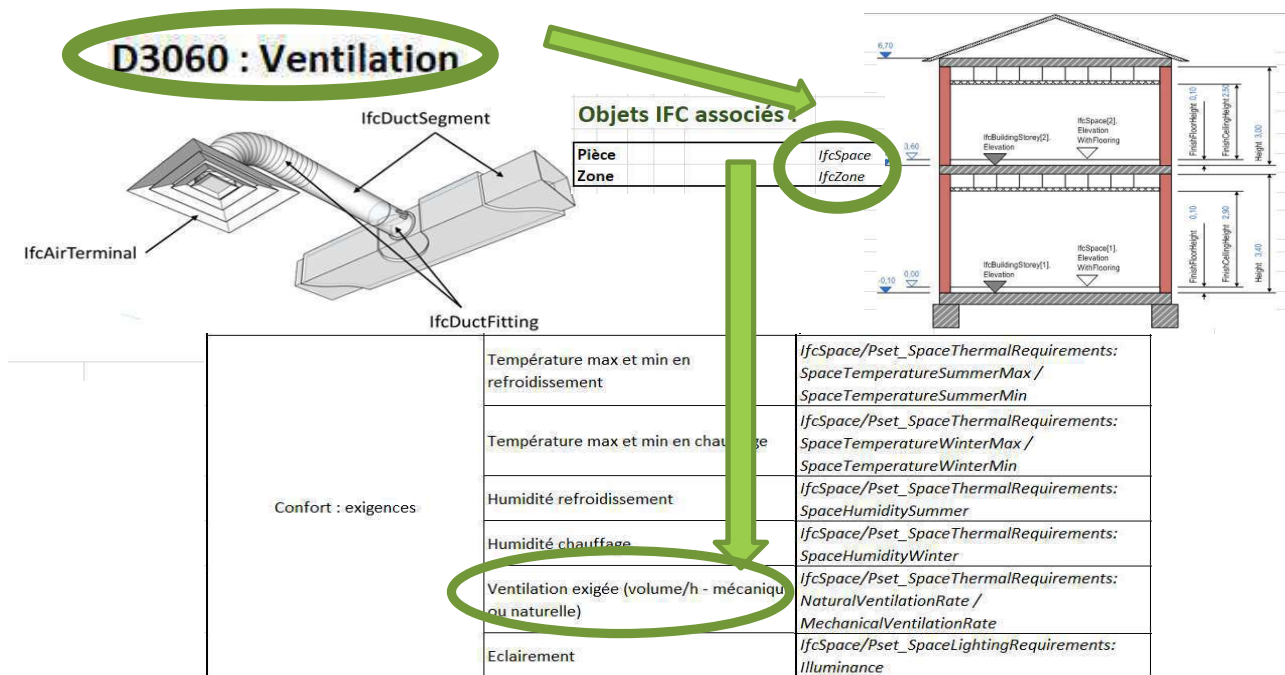 D3060 : Ventilation
IfcDuctSegment
IfcAirTerminal
IfcDuctFitting
Objets IFC associés :
Pièce IfcSpace
Zone IfcZone
6,70
3,60
0,00
-0,10
IfcBuildingStorey[2].
Elevation
IfcSpace[2].
Elevation
WithFlooring
FinishFloorHeight 0,10
FinishCeilingHeight 2,50
Height 3,00
IfcBuildingStorey[1].
Elevation
IfcSpace[1].
Elevation
WithFlooring
FinishFloorHeight 0,10
FinishCeilingHeight 2,90
Height 3,40
Confort : exigences
Température max et min en
refroidissement
IfcSpace/Pset_SpaceThermalRequirements:
SpaceTemperatureSummerMax /
SpaceTemperatureSummerMin
Température max et min en chauffage
IfcSpace/Pset_SpaceThermalRequirements:
SpaceTemperatureWinterMax /
SpaceTemperatureWinterMin
Humidité refroidissement
IfcSpace/Pset_SpaceThermalRequirements:
SpaceHumiditySummer
Humidité chauffage
IfcSpace/Pset_SpaceThermalRequirements:
SpaceHumidityWinter
Ventilation exigée (volume/h - mécanique
ou naturelle)
IfcSpace/Pset_SpaceThermalRequirements:
NaturalVentilationRate /
MechanicalVentilationRate
Eclairement
IfcSpace/Pset_SpaceLightingRequirements:
Illuminance